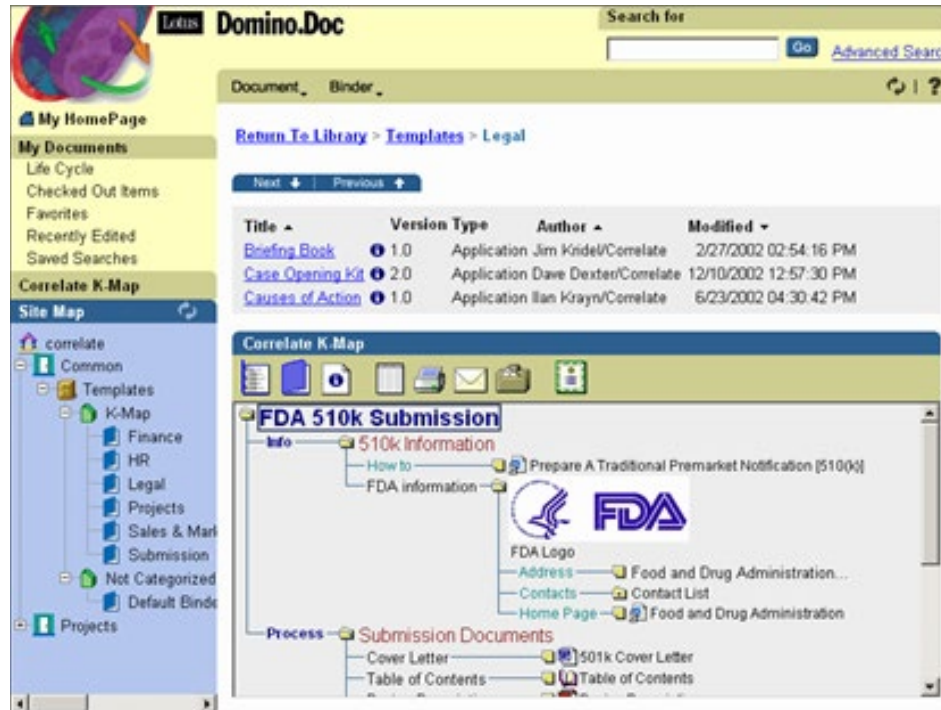 Lotus Domino.Doc
Search for
Go Advanced Searc
Document Binder ?
My HomePage
My Documents
Life Cycle
Checked Out Items
Favorites
Recently Edited
Saved Searches
Correlate K-Map
Site Map
correlate
Common
Templates
K-Map
Finance
HR
Legal
Projects
Sales & Mark
Submission
Not Categorized
Default Binde
Projects
Return To Library > Templates > Legal
Next | Previous
Title Version Type Author Modified
Briefing Book 1.0 Application Jim Kridel/Correlate 2/27/2002 02:54:16 PM
Case Opening Kit 2.0 Application Dave Dexter/Correlate 12/10/2002 12:57:30 PM
Causes of Action 1.0 Application Ilan Krayn/Correlate 6/23/2002 04:30:42 PM
Correlate K-Map
FDA 510k Submission
Info 510k Information
How to Prepare A Traditional Premarket Notification [510(k)]
FDA information
FDA
FDA Logo
Address Food and Drug Administration...
Contacts Contact List
Home Page Food and Drug Administration
Process Submission Documents
Cover Letter 501k Cover Letter
Table of Contents Table of Contents